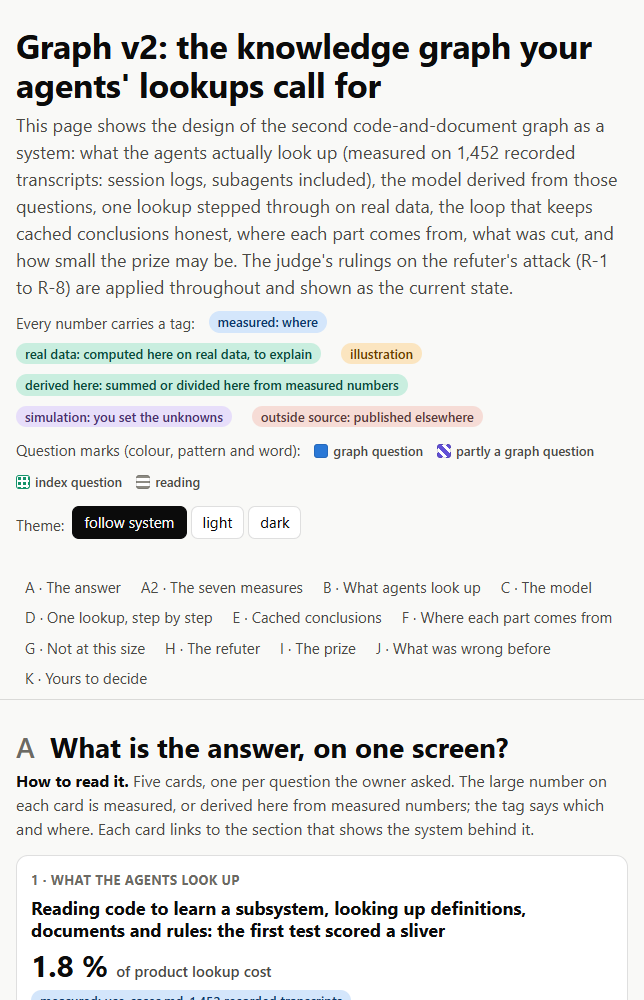 Graph v2: the knowledge graph your
agents' lookups call for
This page shows the design of the second code-and-document graph as a
system: what the agents actually look up (measured on 1,452 recorded
transcripts: session logs, subagents included), the model derived from those
questions, one lookup stepped through on real data, the loop that keeps
cached conclusions honest, where each part comes from, what was cut, and
how small the prize may be. The judge's rulings on the refuter's attack (R-1
to R-8) are applied throughout and shown as the current state.
Every number carries a tag: measured: where
real data: computed here on real data, to explain illustration
derived here: summed or divided here from measured numbers
simulation: you set the unknowns outside source: published elsewhere
Question marks (colour, pattern and word): graph question partly a graph question
index question reading
Theme: follow system light dark
A · The answer A2 · The seven measures B · What agents look up C · The model
D · One lookup, step by step E · Cached conclusions F · Where each part comes from
G · Not at this size H · The refuter I · The prize J · What was wrong before
K · Yours to decide
A What is the answer, on one screen?
How to read it. Five cards, one per question the owner asked. The large number on
each card is measured, or derived here from measured numbers; the tag says which
and where. Each card links to the section that shows the system behind it.
1 · WHAT THE AGENTS LOOK UP
Reading code to learn a subsystem, looking up definitions,
documents and rules: the first test scored a sliver
1.8 % of product lookup cost